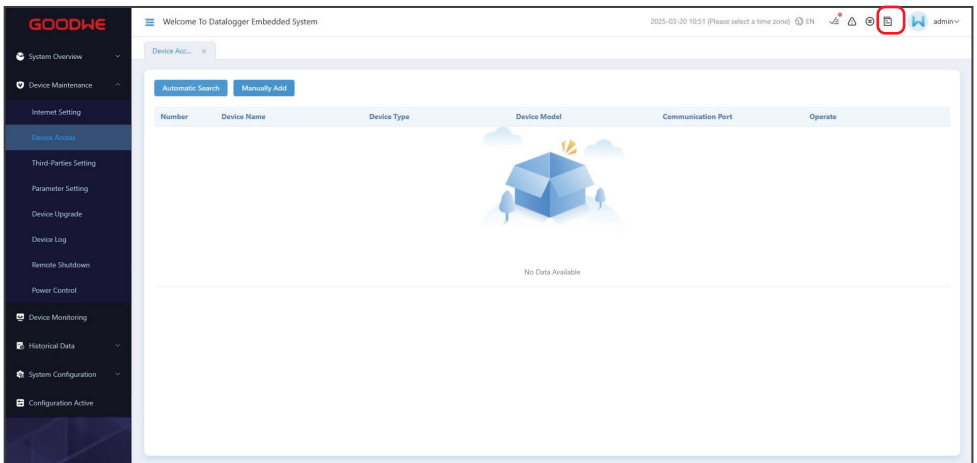 GOODWE
Welcome To Datalogger Embedded System
2025-03-20 10:51 (Please select a time zone) EN
admin
System Overview
Device Maintenance
Internet Setting
Device Access
Third-Parties Setting
Parameter Setting
Device Upgrade
Device Log
Remote Shutdown
Power Control
Device Monitoring
Historical Data
System Configuration
Configuration Active
Device Acc... ×
Automatic Search Manually Add
Number Device Name Device Type Device Model Communication Port Operate
No Data Available